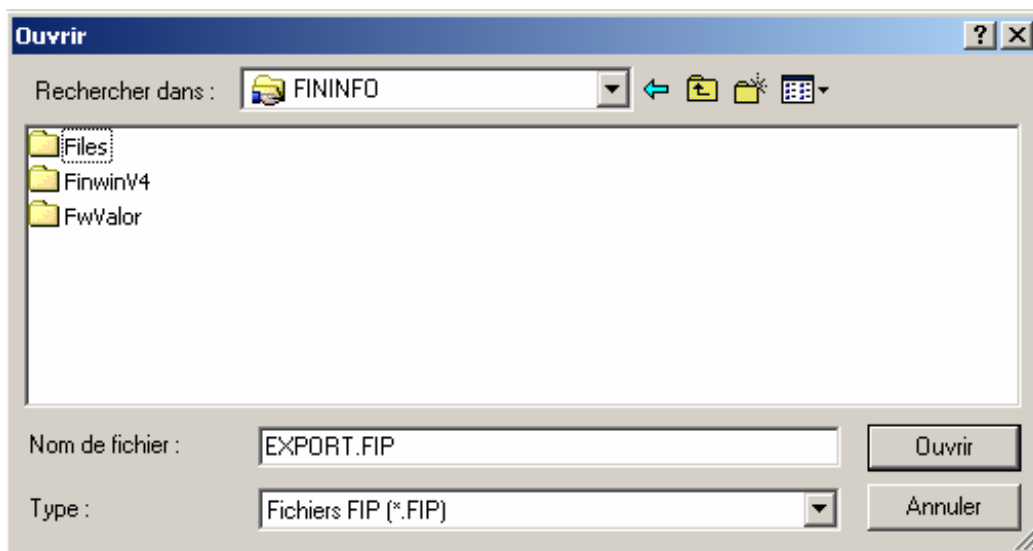 Ouvrir
Rechercher dans : FININFO
Files
FinwinV4
FwValor
Nom de fichier : EXPORT.FIP Ouvrir
Type : Fichiers FIP (*.FIP) Annuler